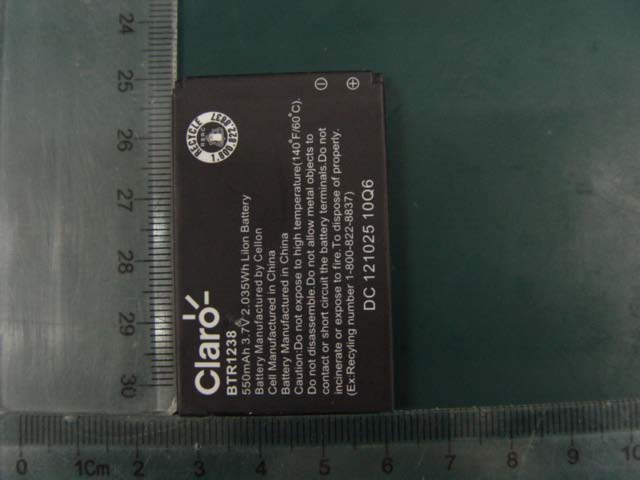 Claro
BTR1238
550mAh 3.7V 2.035Wh LiIon Battery
Battery Manufactured by Cellon
Cell Manufactured in China
Battery Manufactured in China
Caution:Do not expose to high temperature(140°F/60°C).
Do not disassemble.Do not allow metal objects to
contact or short circuit the battery terminals.Do not
incinerate or expose to fire.To dispose of properly.
(Ex:Recyling number 1-800-822-8837)
DC 121025 10Q6
RECYCLE
1.800.822.8837
RBRC
- +
24
25
26
27
28
29
30
0 1Cm 2 3 4 5 6 7 8 9 10